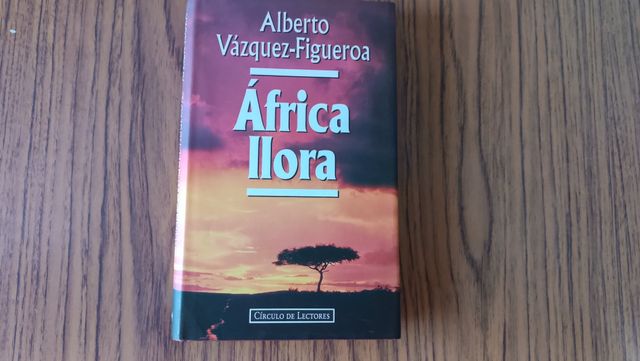 Alberto
Vázquez-Figueroa
África
llora
CÍRCULO DE LECTORES